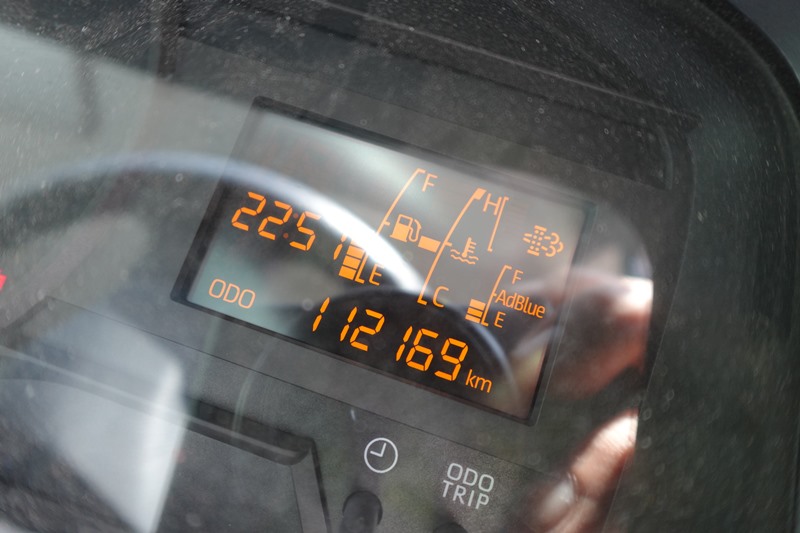 22:51
F
E
H
C
F
AdBlue
E
ODO
112169 km
ODO
TRIP